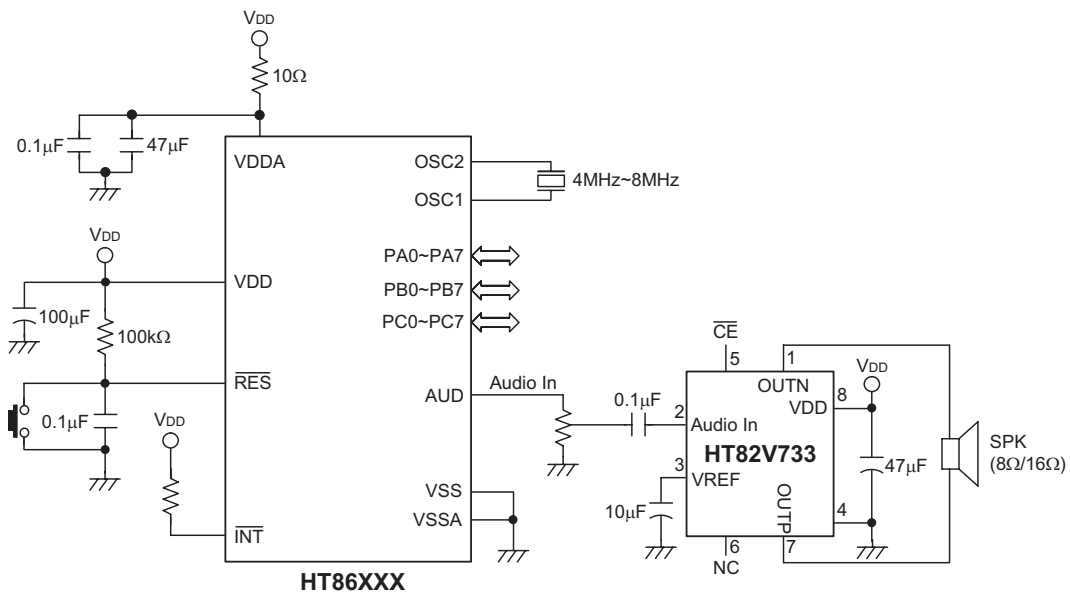 VDD
10Ω
0.1μF
47μF
VDDA
OSC2
OSC1
4MHz~8MHz
VDD
VDD
100μF
100kΩ
PA0~PA7
PB0~PB7
PC0~PC7
RES
0.1μF
VDD
INT
AUD
Audio In
VSS
VSSA
HT86XXX
0.1μF
CE
5
1
OUTN
VDD
8
VDD
2
Audio In
HT82V733
3
VREF
10μF
OUTP
4
47μF
6
NC
7
SPK
(8Ω/16Ω)